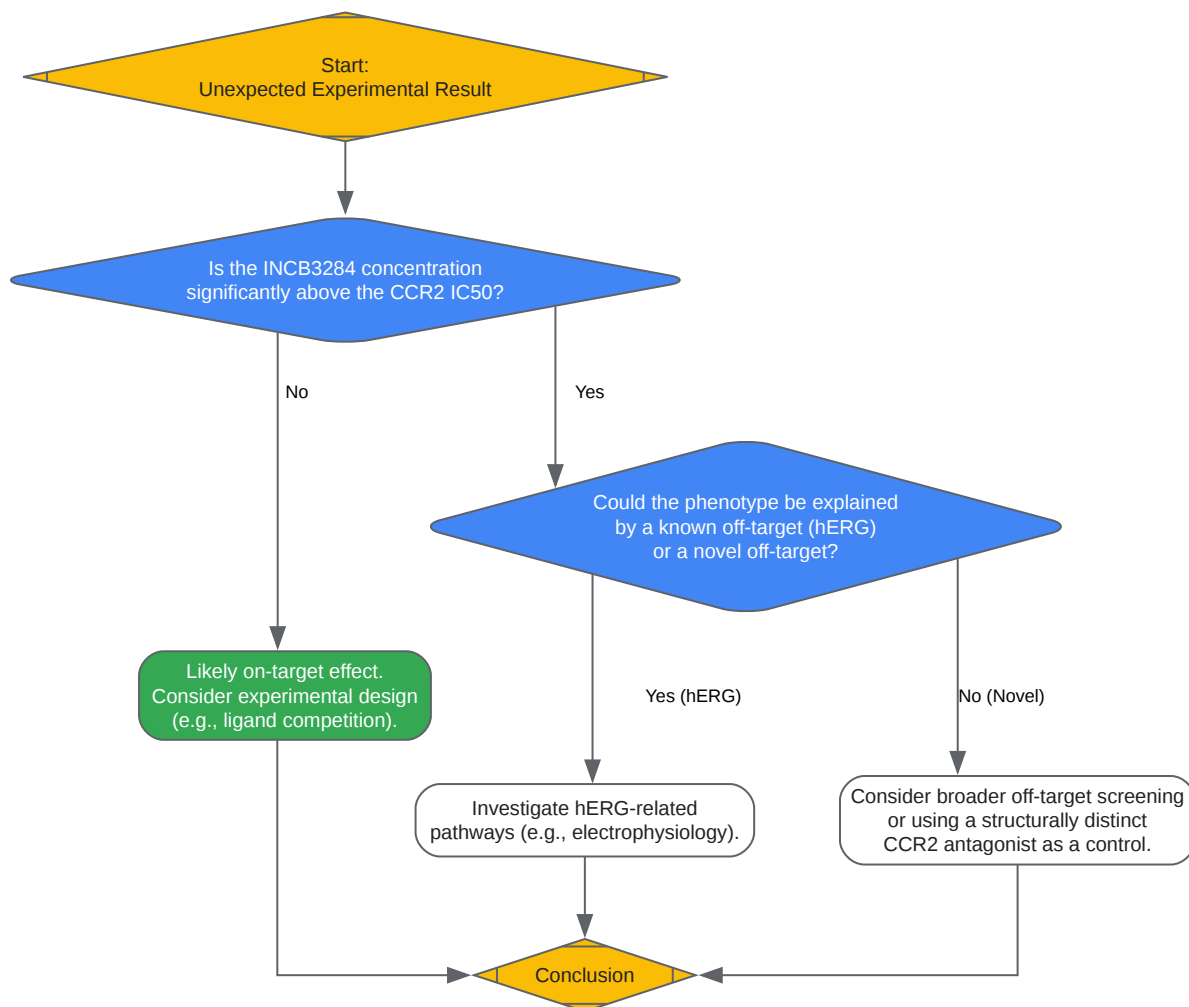 Start:
Unexpected Experimental Result
Is the INCB3284 concentration
significantly above the CCR2 IC50?
No
Yes
Could the phenotype be explained
by a known off-target (hERG)
or a novel off-target?
Likely on-target effect.
Consider experimental design
(e.g., ligand competition).
Yes (hERG)
No (Novel)
Investigate hERG-related
pathways (e.g., electrophysiology).
Consider broader off-target screening
or using a structurally distinct
CCR2 antagonist as a control.
Conclusion